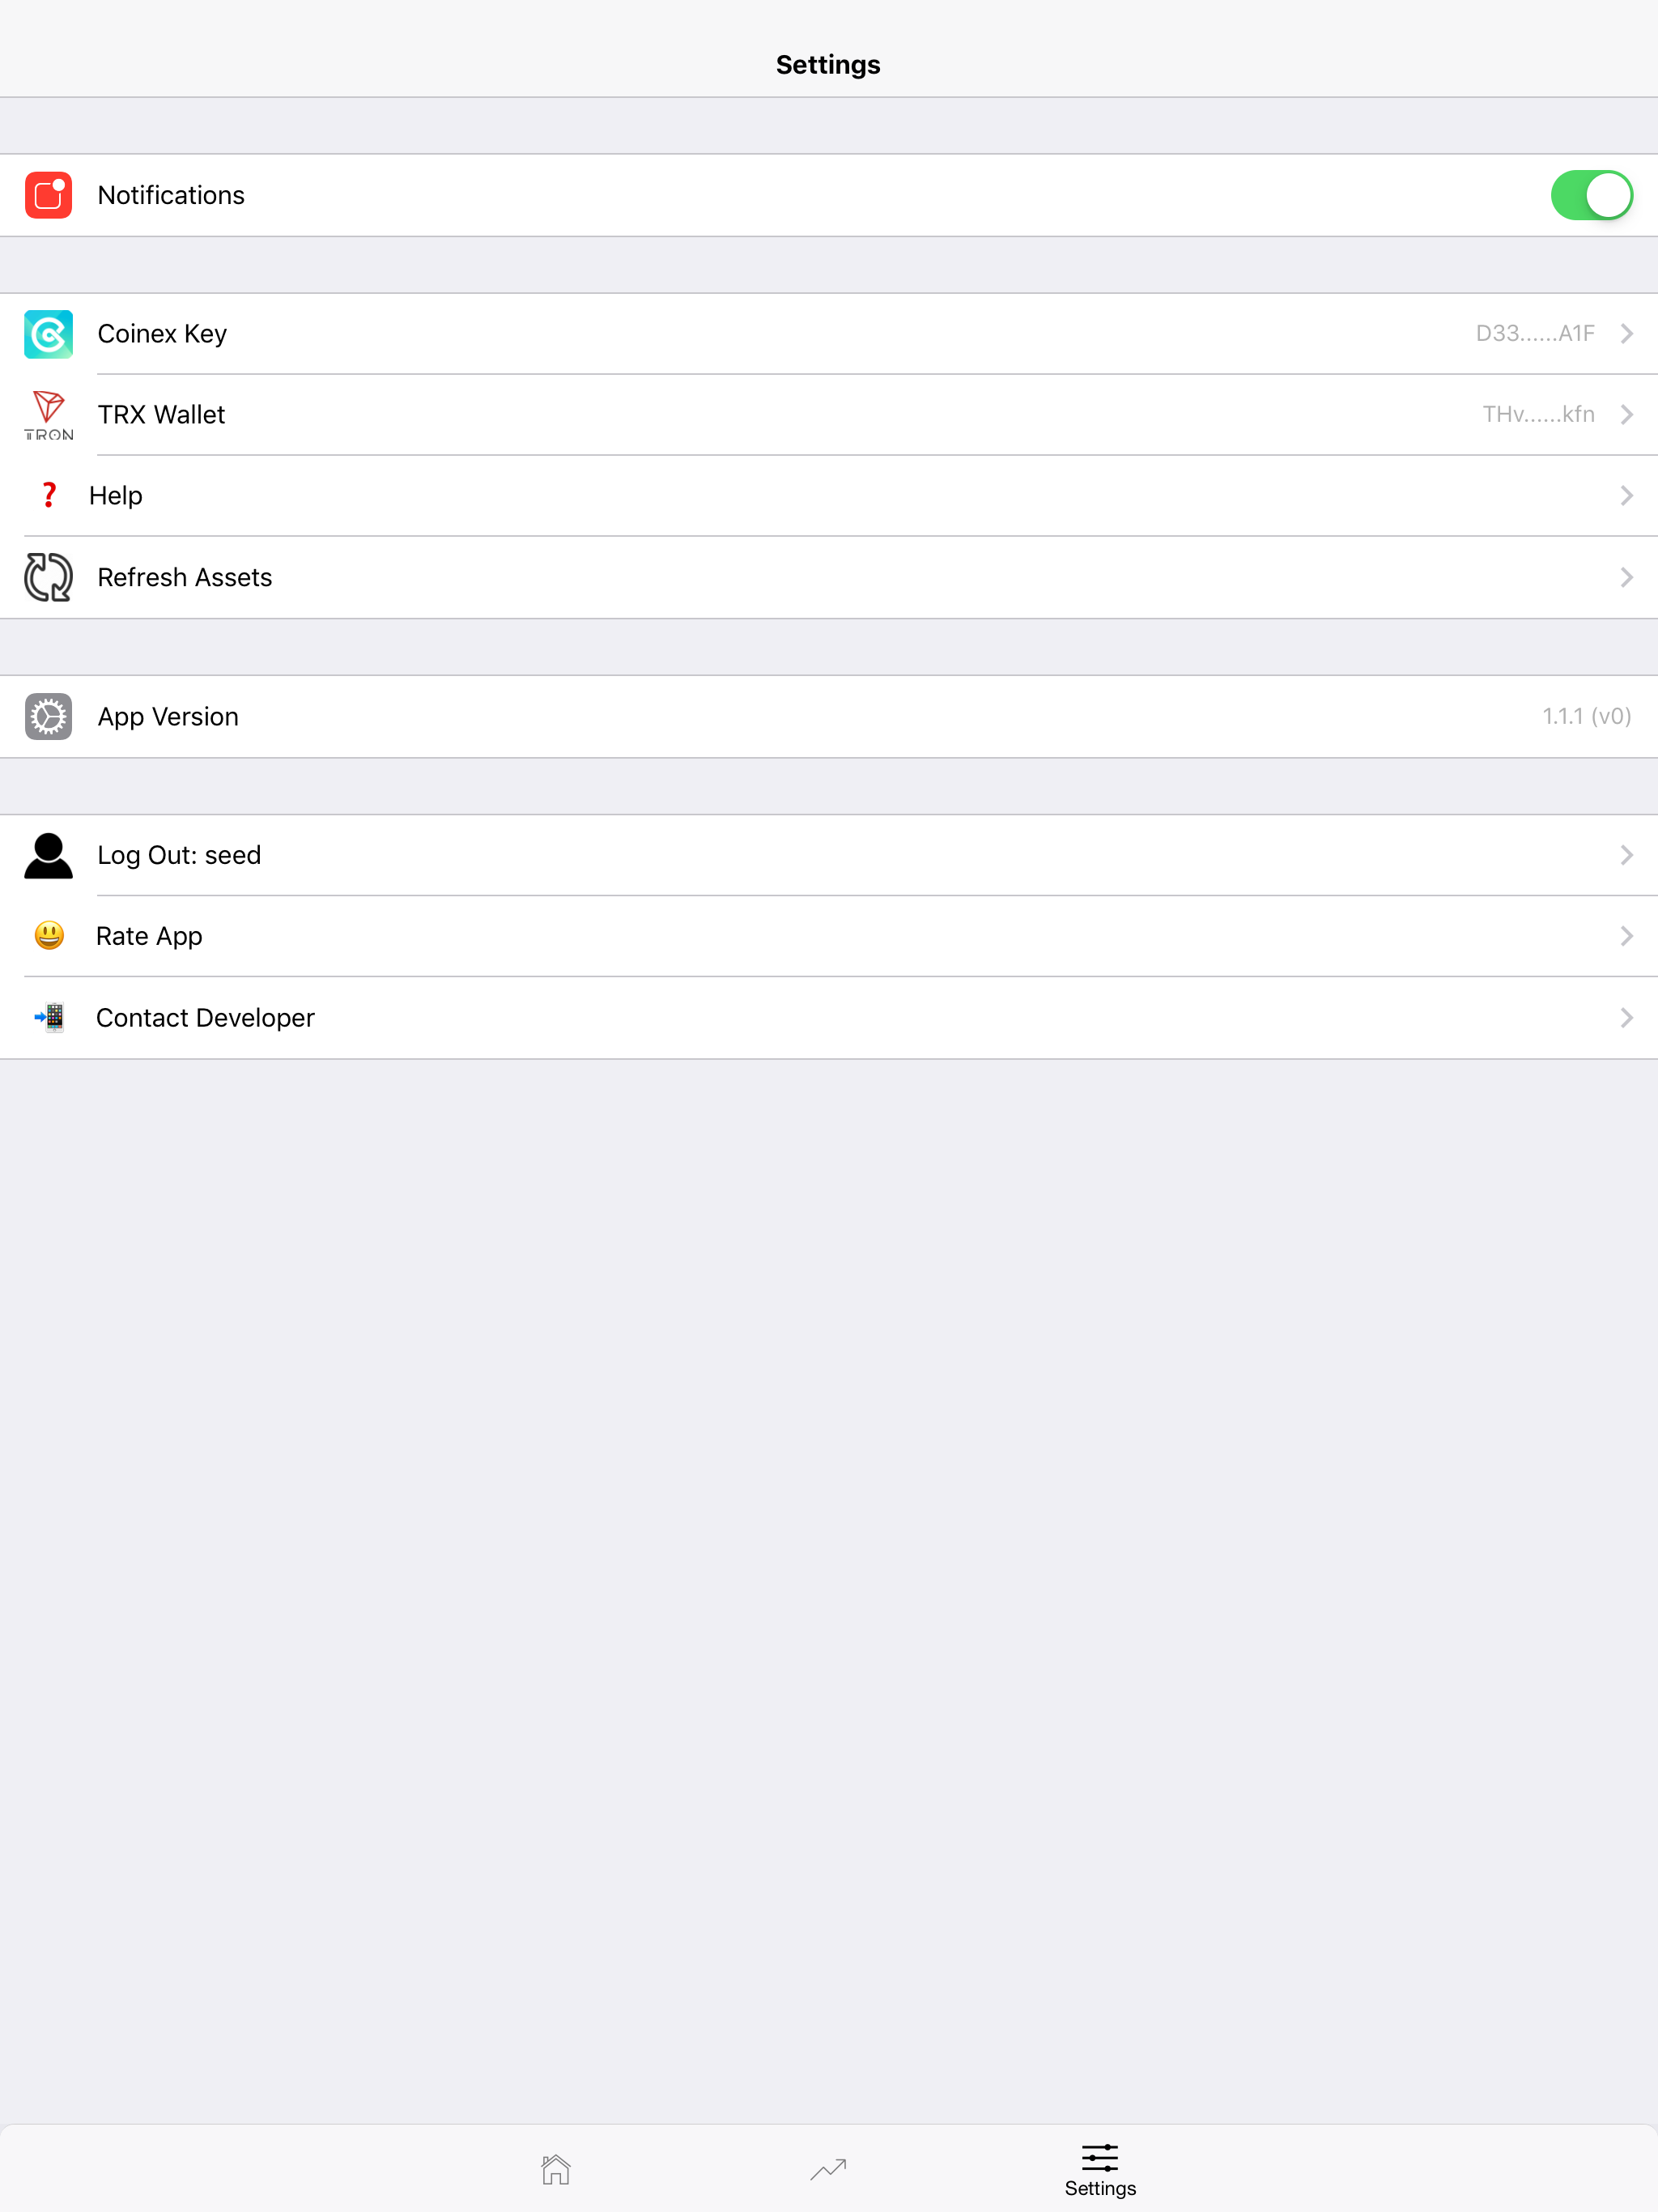 Settings
Notifications
Coinex Key D33......A1F
TRON
TRX Wallet THv......kfn
Help
Refresh Assets
App Version 1.1.1 (v0)
Log Out: seed
Rate App
Contact Developer
Settings